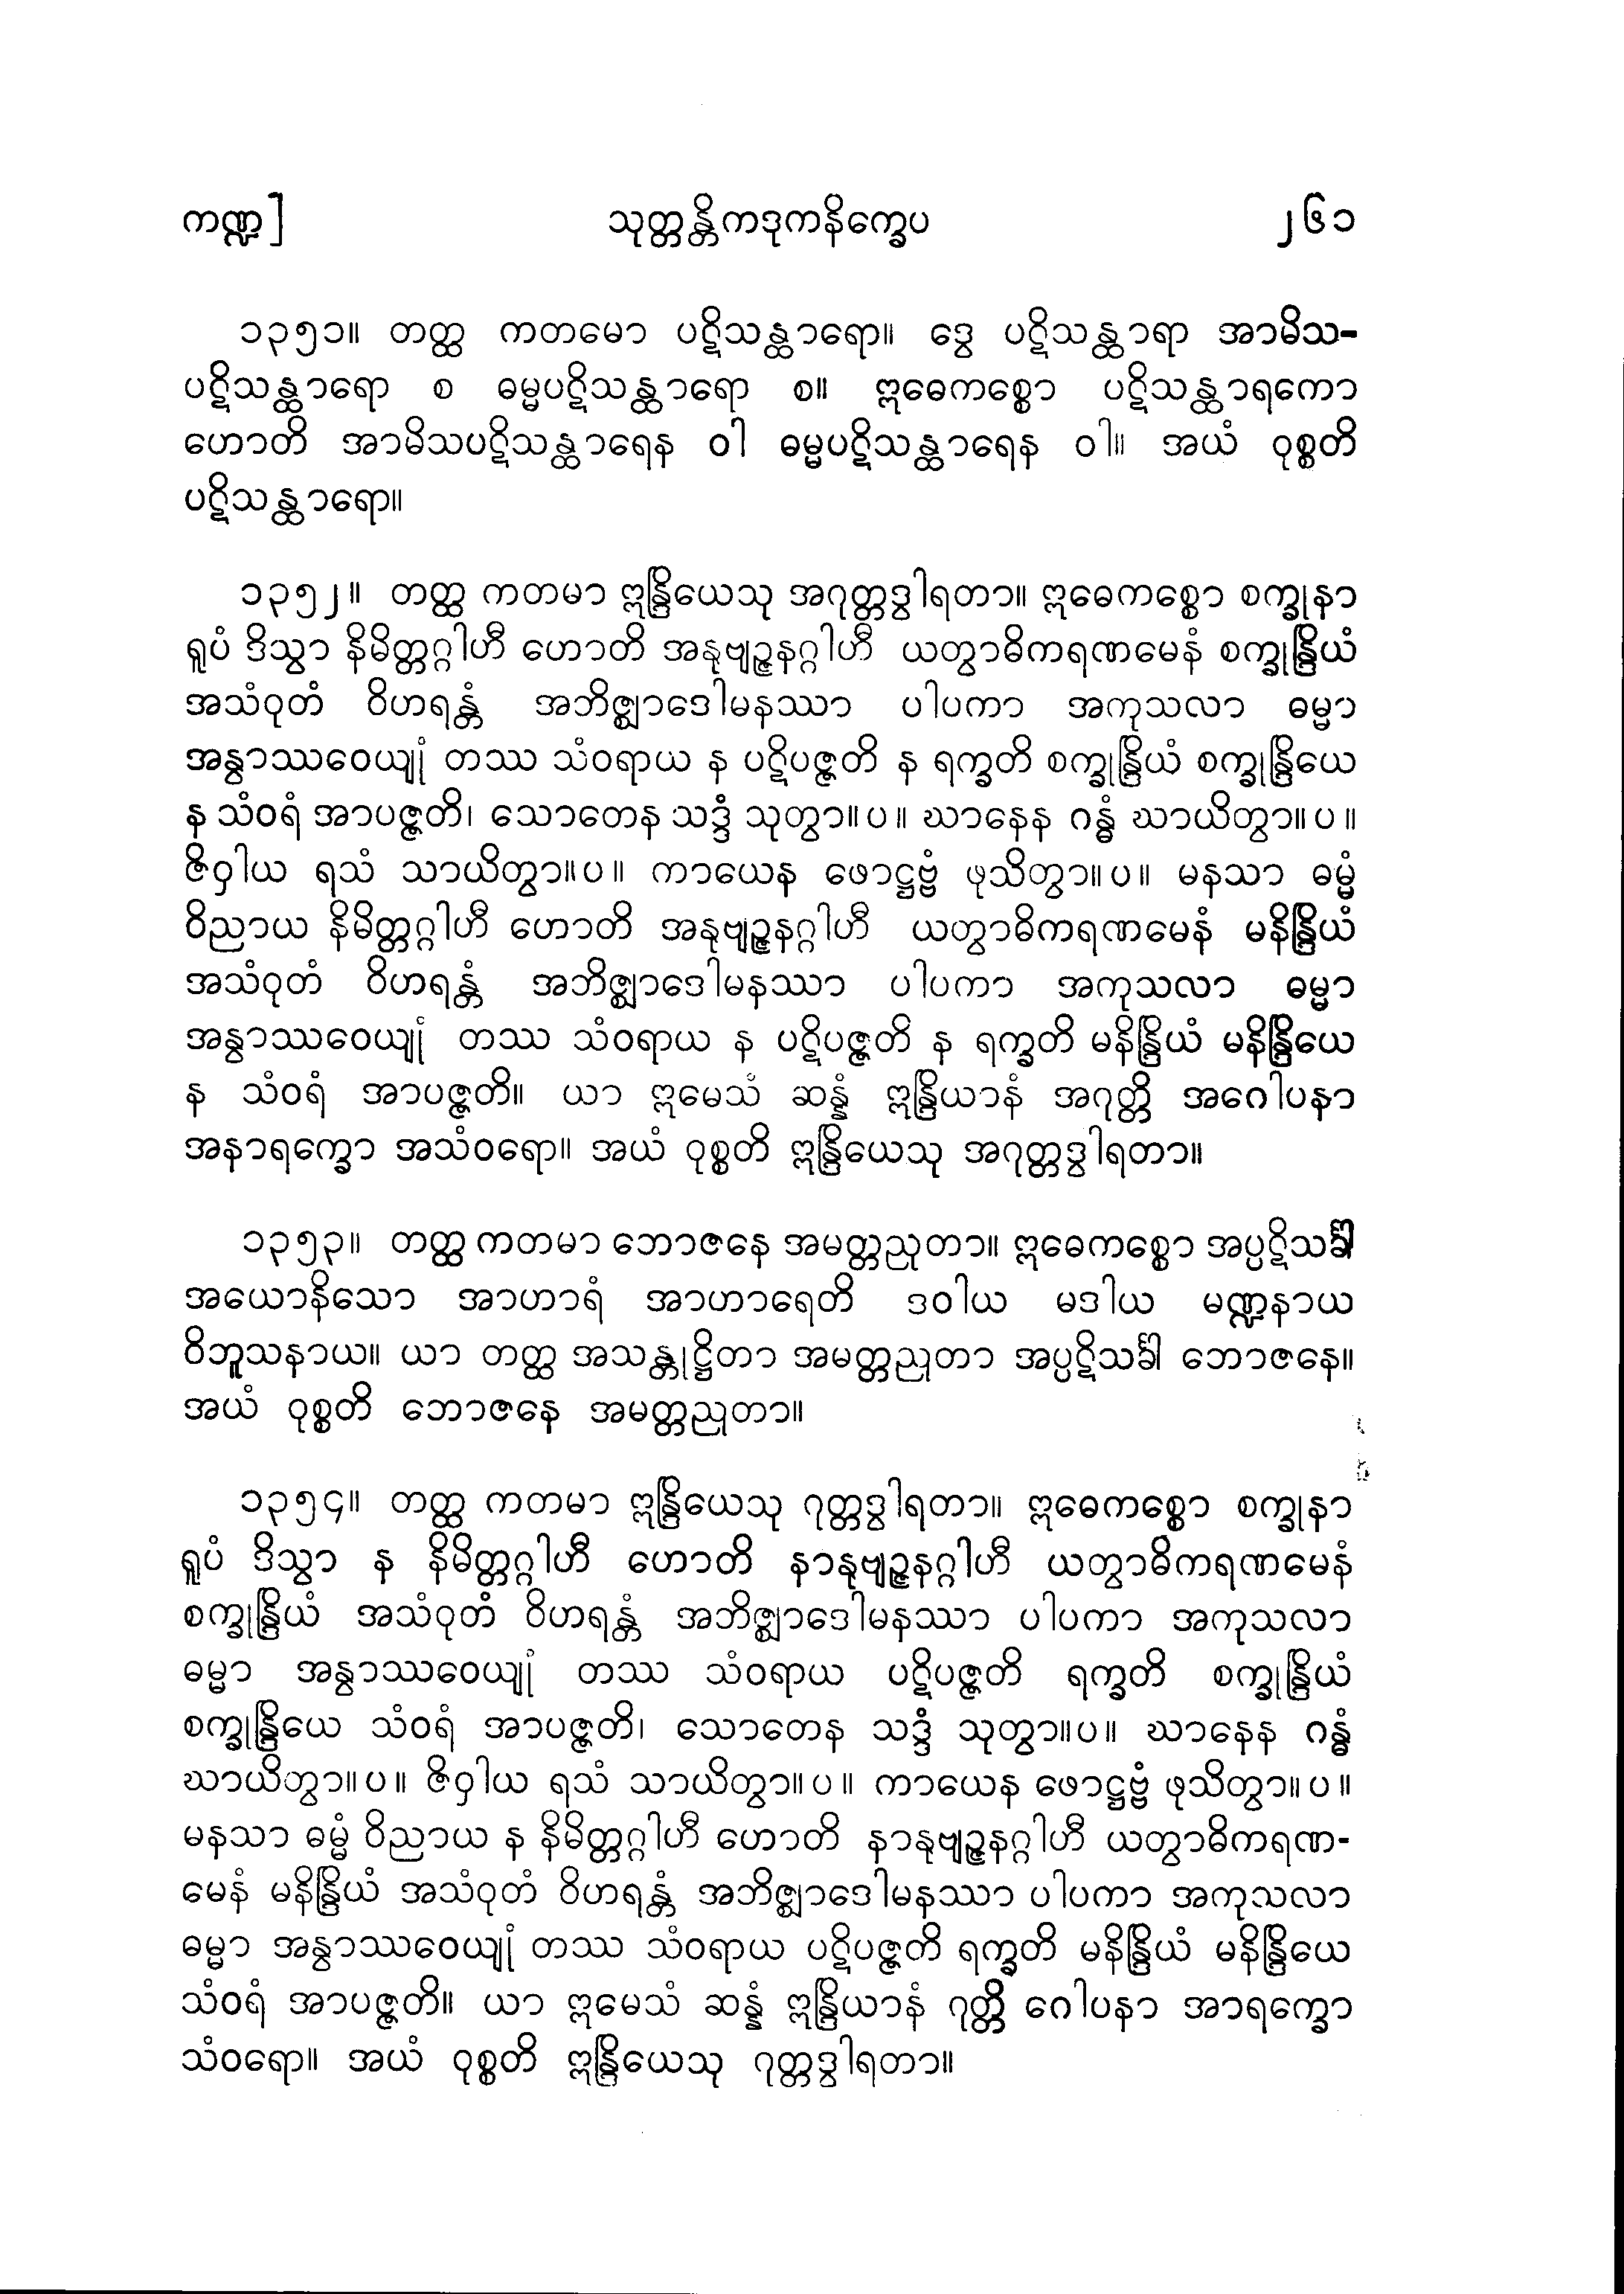 ကဏ္ဍ] သုတ္တန္တိကဒုကနိက္ခေပ ၂၆၁
၁၃၅၁။ တတ္ထ ကတမော ပဋိသန္ထာရော။ ဒွေ ပဋိသန္ထာရာ အာမိသ-
ပဋိသန္ထာရော စ ဓမ္မပဋိသန္ထာရော စ။ ဣဓေကစ္စော ပဋိသန္ထာရကော
ဟောတိ အာမိသပဋိသန္ထာရေန ဝါ ဓမ္မပဋိသန္ထာရေန ဝါ။ အယံ ဝုစ္စတိ
ပဋိသန္ထာရော။
၁၃၅၂။ တတ္ထ ကတမာ ဣန္ဒြိယေသု အဂုတ္တဒွါရတာ။ ဣဓေကစ္စော စက္ခုနာ
ရူပံ ဒိသွာ နိမိတ္တဂ္ဂါဟီ ဟောတိ အနုဗျဉ္ဇနဂ္ဂါဟီ ယတွာဓိကရဏမေနံ စက္ခုန္ဒြိယံ
အသံဝုတံ ဝိဟရန္တံ အဘိဇ္ဈာဒေါမနဿာ ပါပကာ အကုသလာ ဓမ္မာ
အန္ွာဿဝေယျုံ တဿ သံဝရာယ န ပဋိပဇ္ဇတိ န ရက္ခတိ စက္ခုန္ဒြိယံ စက္ခုန္ဒြိယေ
န သံဝရံ အာပဇ္ဇတိ၊ သောတေန သဒ္ဒံ သုတွာ။ပ။ ဃာနေန ဂန္ဓံ ဃာယိတွာ။ပ။
ဇိဝှါယ ရသံ သာယိတွာ။ပ။ ကာယေန ဖောဋ္ဌဗ္ဗံ ဖုသိတွာ။ပ။ မနသာ ဓမ္မံ
ဝိညာယ နိမိတ္တဂ္ဂါဟီ ဟောတိ အနုဗျဉ္ဇနဂ္ဂါဟီ ယတွာဓိကရဏမေနံ မနိန္ဒြိယံ
အသံဝုတံ ဝိဟရန္တံ အဘိဇ္ဈာဒေါမနဿာ ပါပကာ အကုသလာ ဓမ္မာ
အနွာဿဝေယျုံ တဿ သံဝရာယ န ပဋိပဇ္ဇတိ န ရက္ခတိ မနိန္ဒြိယံ မနိန္ဒြိယေ
န သံဝရံ အာပဇ္ဇတိ။ ယာ ဣမေသံ ဆန္နံ ဣန္ဒြိယာနံ အဂုတ္တိ အဂေါပနာ
အနာရက္ခော အသံဝရော။ အယံ ဝုစ္စတိ ဣန္ဒြိယေသု အဂုတ္တဒွါရတာ။
၁၃၅၃။ တတ္ထ ကတမာ ဘောဇနေ အမတ္တညုတာ။ ဣဓေကစ္စော အပ္ပဋိသင်္ခါ
အယောနိသော အာဟာရံ အာဟာရေတိ ဒဝါယ မဒါယ မဏ္ဍနာယ
ဝိဘူသနာယ။ ယာ တတ္ထ အသန္တုဋ္ဌိတာ အမတ္တညုတာ အပ္ပဋိသင်္ခါ ဘောဇနေ။
အယံ ဝုစ္စတိ ဘောဇနေ အမတ္တညုတာ။
၁၃၅၄။ တတ္ထ ကတမာ ဣန္ဒြိယေသု ဂုတ္တဒွါရတာ။ ဣဓေကစ္စော စက္ခုနာ
ရူပံ ဒိသွာ န နိမိတ္တဂ္ဂါဟီ ဟောတိ နာနုဗျဉ္ဇနဂ္ဂါဟီ ယတွာဓိကရဏမေနံ
စက္ခုန္ဒြိယံ အသံဝုတံ ဝိဟရန္တံ အဘိဇ္ဈာဒေါမနဿာ ပါပကာ အကုသလာ
ဓမ္မာ အနွာဿဝေယျုံ တဿ သံဝရာယ ပဋိပဇ္ဇတိ ရက္ခတိ စက္ခုန္ဒြိယံ
စက္ခုန္ဒြိယေ သံဝရံ အာပဇ္ဇတိ၊ သောတေန သဒ္ဒံ သုတွာ။ပ။ ဃာနေန ဂန္ဓံ
ဃာယိတွာ။ပ။ ဇိဝှါယ ရသံ သာယိတွာ။ပ။ ကာယေန ဖောဋ္ဌဗ္ဗံ ဖုသိတွာ။ပ။
မနသာ ဓမ္မံ ဝိညာယ န နိမိတ္တဂ္ဂါဟီ ဟောတိ နာနုဗျဉ္ဇနဂ္ဂါဟီ ယတွာဓိကရဏ-
မေနံ မနိန္ဒြိယံ အသံဝုတံ ဝိဟရန္တံ အဘိဇ္ဈာဒေါမနဿာ ပါပကာ အကုသလာ
ဓမ္မာ အနွာဿဝေယျုံ တဿ သံဝရာယ ပဋိပဇ္ဇတိ ရက္ခတိ မနိန္ဒြိယံ မနိန္ဒြိယေ
သံဝရံ အာပဇ္ဇတိ။ ယာ ဣမေသံ ဆန္နံ ဣန္ဒြိယာနံ ဂုတ္တိ ဂေါပနာ အာရက္ခော
သံဝရော။ အယံ ဝုစ္စတိ ဣန္ဒြိယေသု ဂုတ္တဒွါရတာ။